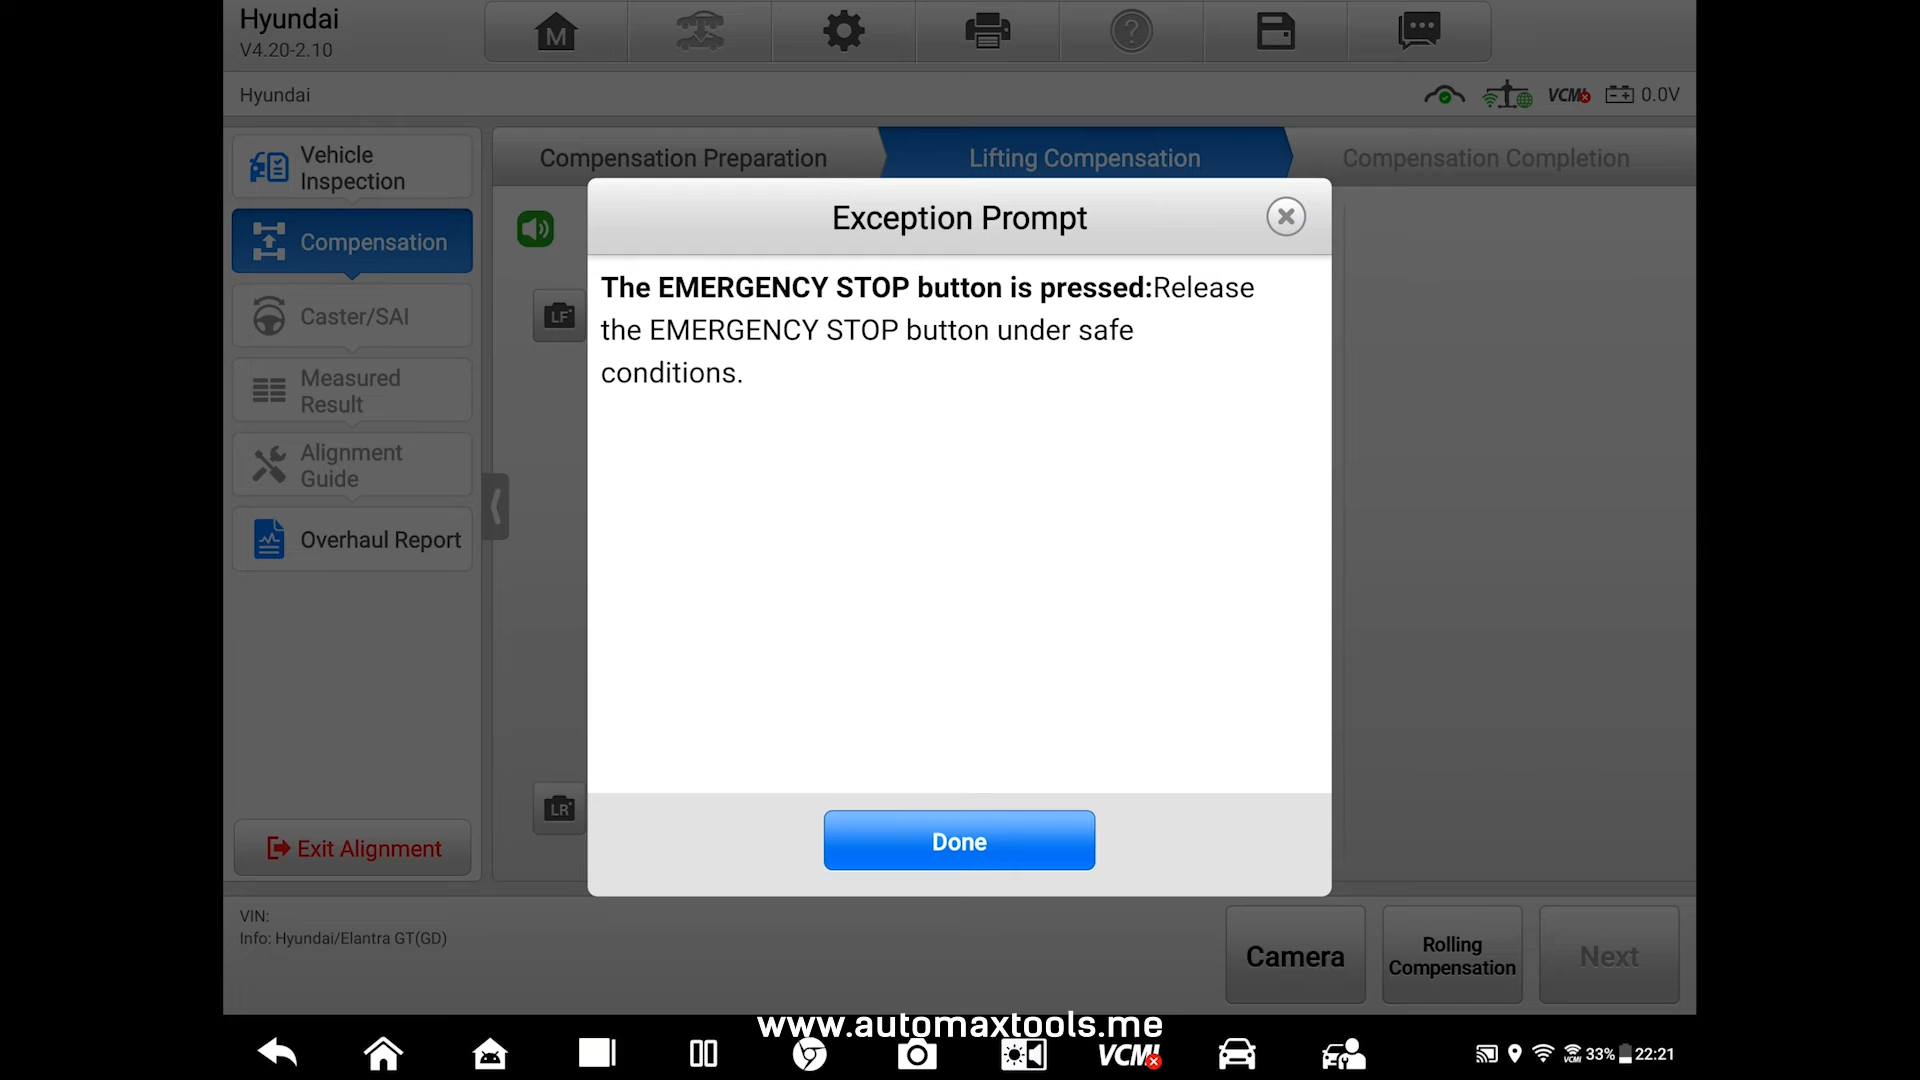 Hyundai
V4.20-2.10
M
?
Hyundai
VCMI
0.0V
Vehicle
Inspection
Compensation
Caster/SAI
Measured
Result
Alignment
Guide
Overhaul Report
Exit Alignment
Compensation Preparation
Lifting Compensation
Compensation Completion
LF
LR
Exception Prompt
The EMERGENCY STOP button is pressed:Release
the EMERGENCY STOP button under safe
conditions.
Done
VIN:
Info: Hyundai/Elantra GT(GD)
Camera
Rolling
Compensation
Next
www.automaxtools.me
VCMI
VCMI
33%
22:21